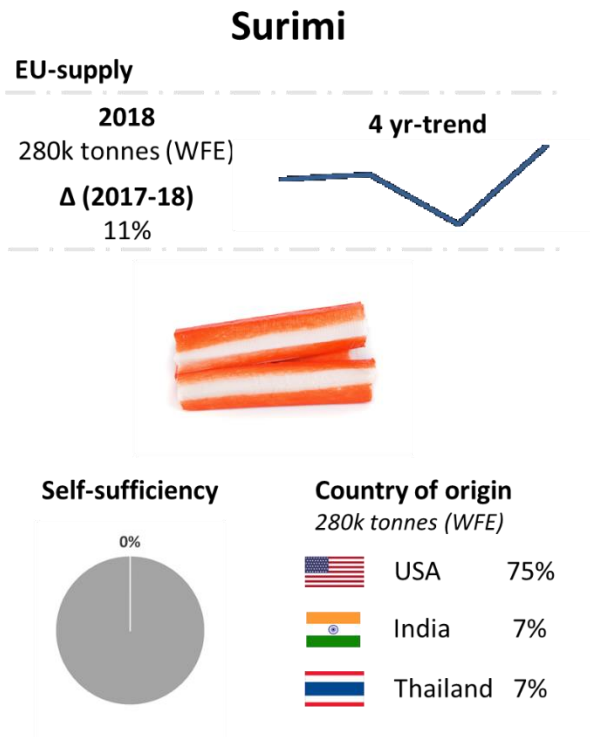 Surimi
EU-supply
2018
280k tonnes (WFE)
Δ (2017-18)
11%
4 yr-trend
Self-sufficiency
0%
Country of origin
280k tonnes (WFE)
USA 75%
India 7%
Thailand 7%